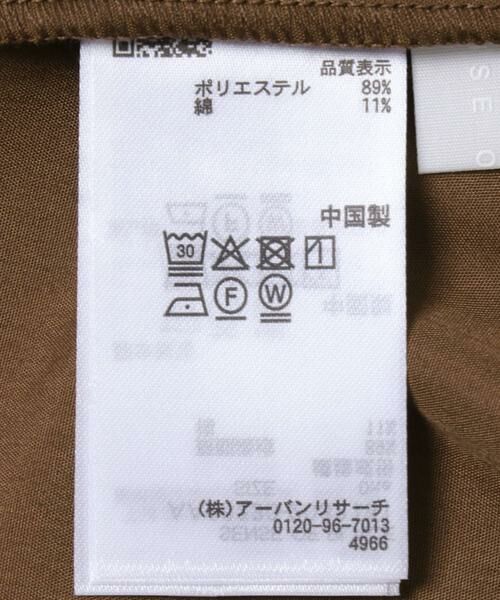 品質表示
ポリエステル 89%
綿 11%
中国製
30
F W
(株)アーバンリサーチ
0120-96-7013
4966
SE O